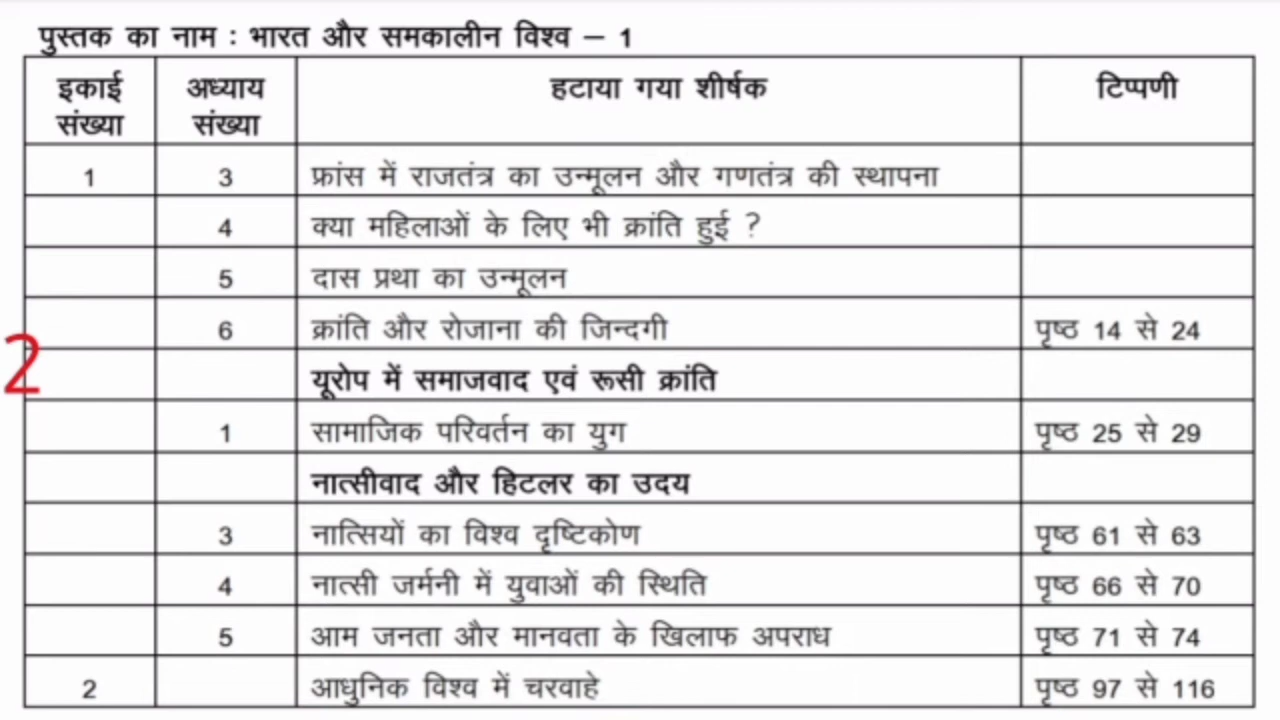 पुस्तक का नाम : भारत और समकालीन विश्व – 1
इकाई संख्या अध्याय संख्या हटाया गया शीर्षक टिप्पणी
1 3 फ्रांस में राजतंत्र का उन्मूलन और गणतंत्र की स्थापना
4 क्या महिलाओं के लिए भी क्रांति हुई ?
5 दास प्रथा का उन्मूलन
6 क्रांति और रोजाना की जिन्दगी पृष्ठ 14 से 24
2 यूरोप में समाजवाद एवं रूसी क्रांति
1 सामाजिक परिवर्तन का युग पृष्ठ 25 से 29
नात्सीवाद और हिटलर का उदय
3 नात्सियों का विश्व दृष्टिकोण पृष्ठ 61 से 63
4 नात्सी जर्मनी में युवाओं की स्थिति पृष्ठ 66 से 70
5 आम जनता और मानवता के खिलाफ अपराध पृष्ठ 71 से 74
2 आधुनिक विश्व में चरवाहे पृष्ठ 97 से 116